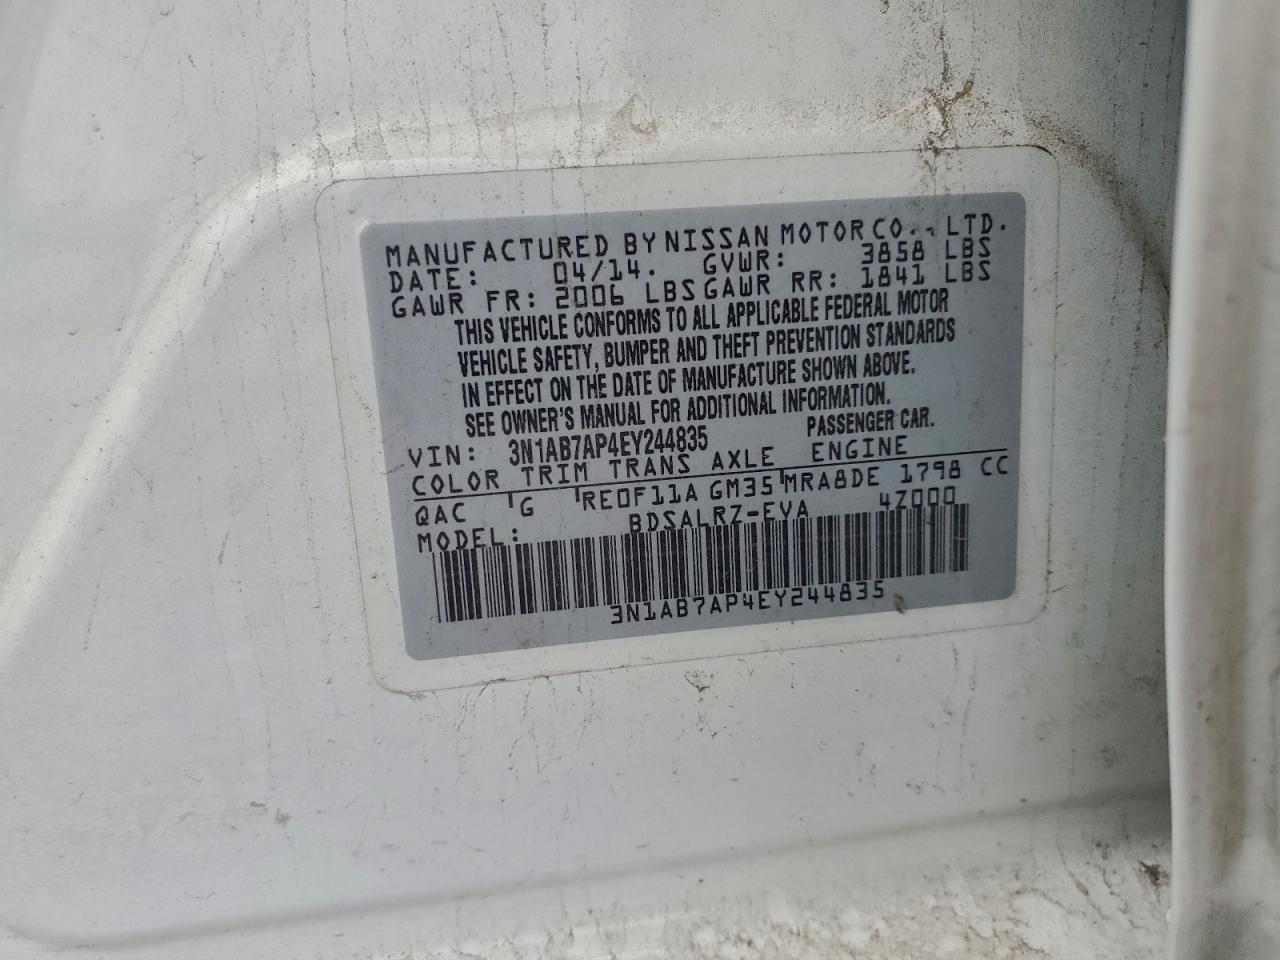 MANUFACTURED BY NISSAN MOTOR CO., LTD.
DATE: 04/14. GVWR: 3858 LBS
GAWR FR: 2006 LBS GAWR RR: 1841 LBS
THIS VEHICLE CONFORMS TO ALL APPLICABLE FEDERAL MOTOR
VEHICLE SAFETY, BUMPER AND THEFT PREVENTION STANDARDS
IN EFFECT ON THE DATE OF MANUFACTURE SHOWN ABOVE.
SEE OWNER'S MANUAL FOR ADDITIONAL INFORMATION.
VIN: 3N1AB7AP4EY244835 PASSENGER CAR.
COLOR TRIM TRANS AXLE ENGINE
QAC G RE0F11A GM35 MRA8DE 1798 CC
MODEL: BDSALRZ-EVA 4Z000
3N1AB7AP4EY244835